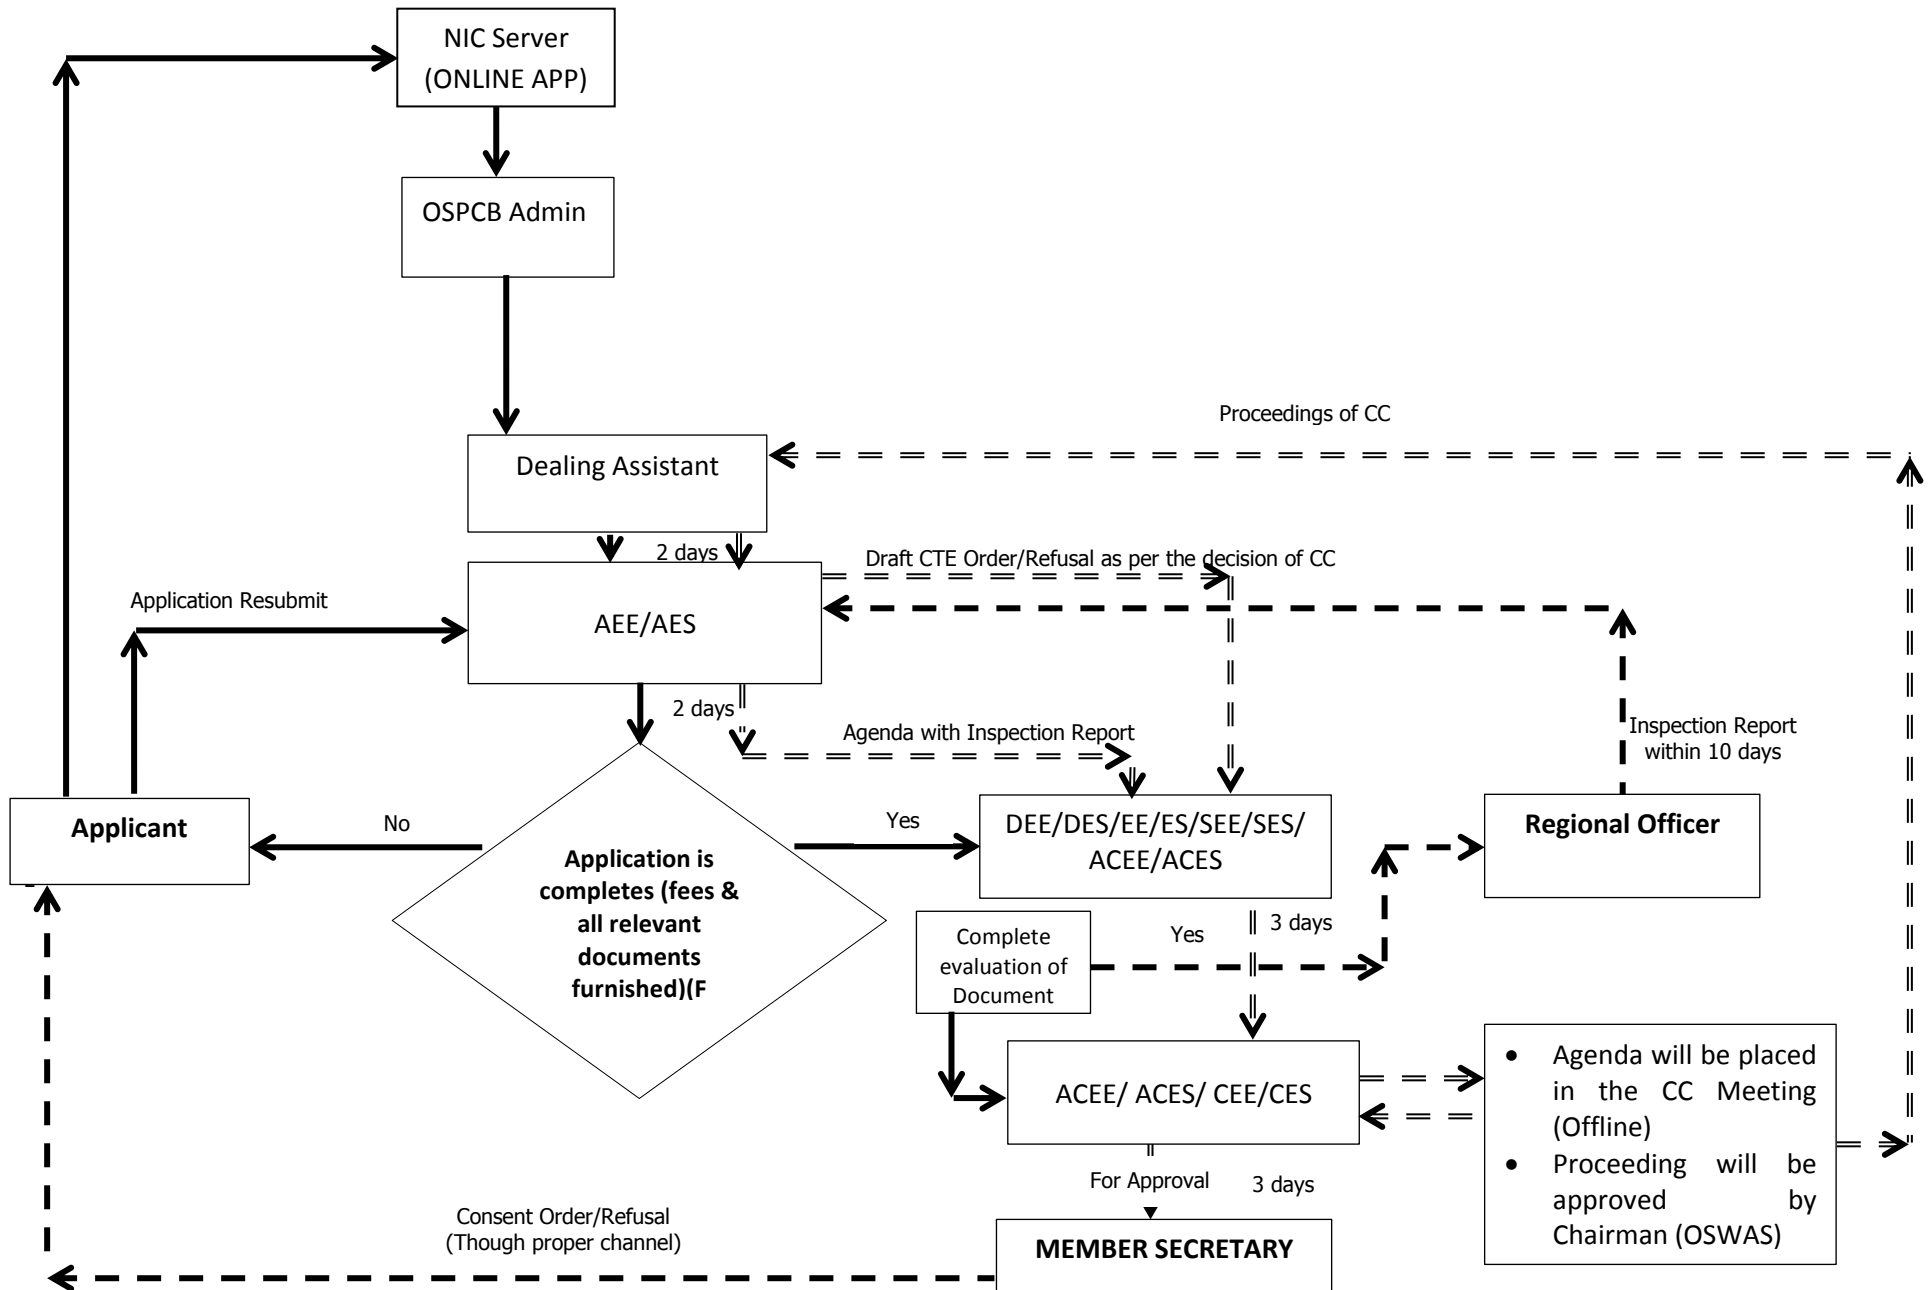 NIC Server
(ONLINE APP)
OSPCB Admin
Proceedings of CC
Dealing Assistant
2 days
Draft CTE Order/Refusal as per the decision of CC
Application Resubmit
AEE/AES
2 days
Agenda with Inspection Report
Inspection Report
within 10 days
Applicant
No
Yes
DEE/DES/EE/ES/SEE/SES/
ACEE/ACES
Regional Officer
Application is
completes (fees &
all relevant
documents
furnished)(F
Complete
evaluation of
Document
Yes
3 days
ACEE/ ACES/ CEE/CES
• Agenda will be placed
in the CC Meeting
(Offline)
• Proceeding will be
approved by
Chairman (OSWAS)
For Approval
3 days
Consent Order/Refusal
(Though proper channel)
MEMBER SECRETARY